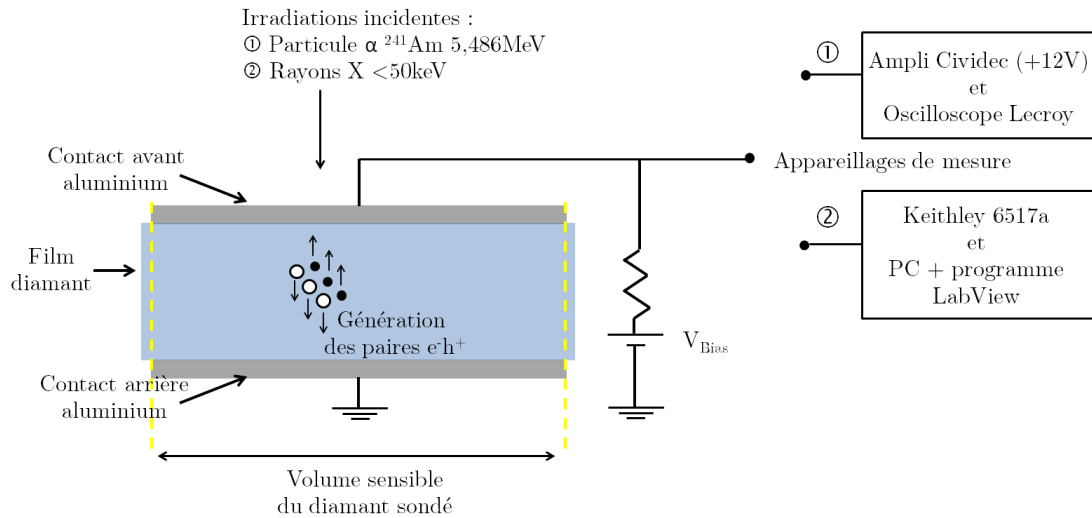 Irradiations incidentes :
① Particule α ²⁴¹Am 5,486MeV
② Rayons X <50keV
①
Ampli Cividec (+12V)
et
Oscilloscope Lecroy
Contact avant
aluminium
Appareillages de mesure
②
Keithley 6517a
et
PC + programme
LabView
Film
diamant
Génération
des paires e⁻h⁺
V_Bias
Contact arrière
aluminium
Volume sensible
du diamant sondé